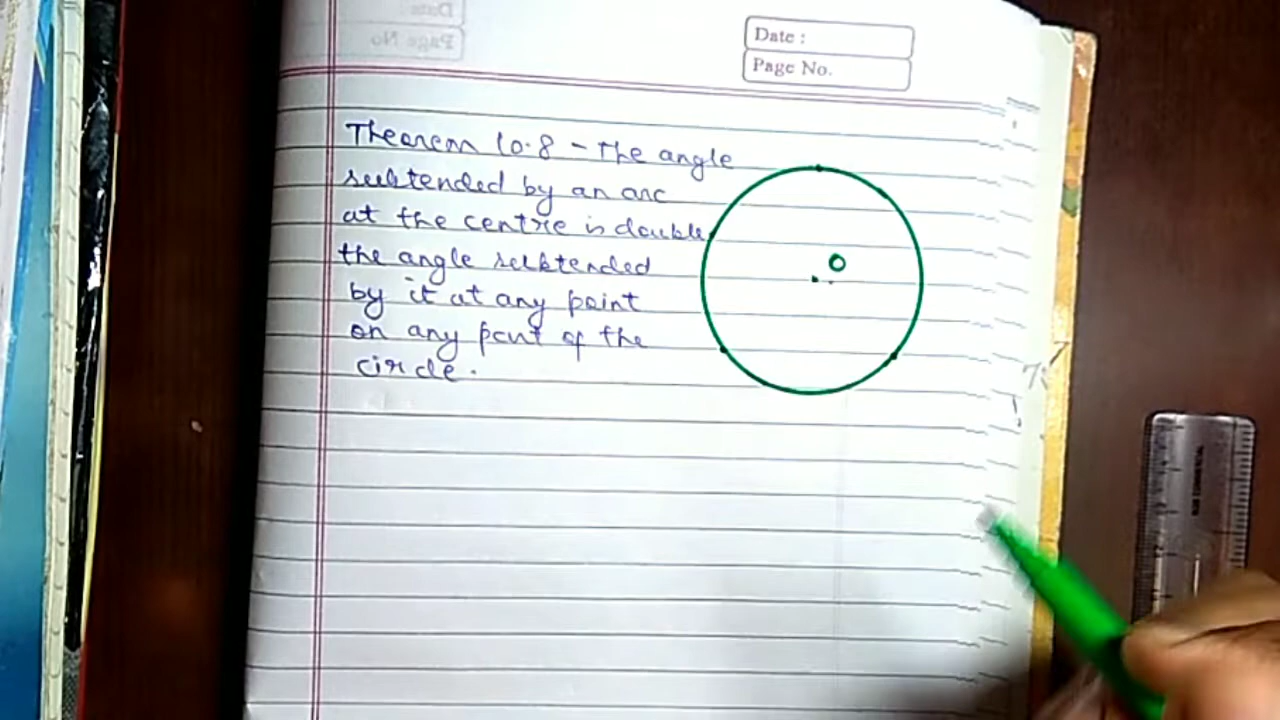 Date :
Page No.
Theorem 10.8 - The angle
subtended by an arc
at the centre is double
the angle subtended
by it at any point
on any part of the
circle.
O